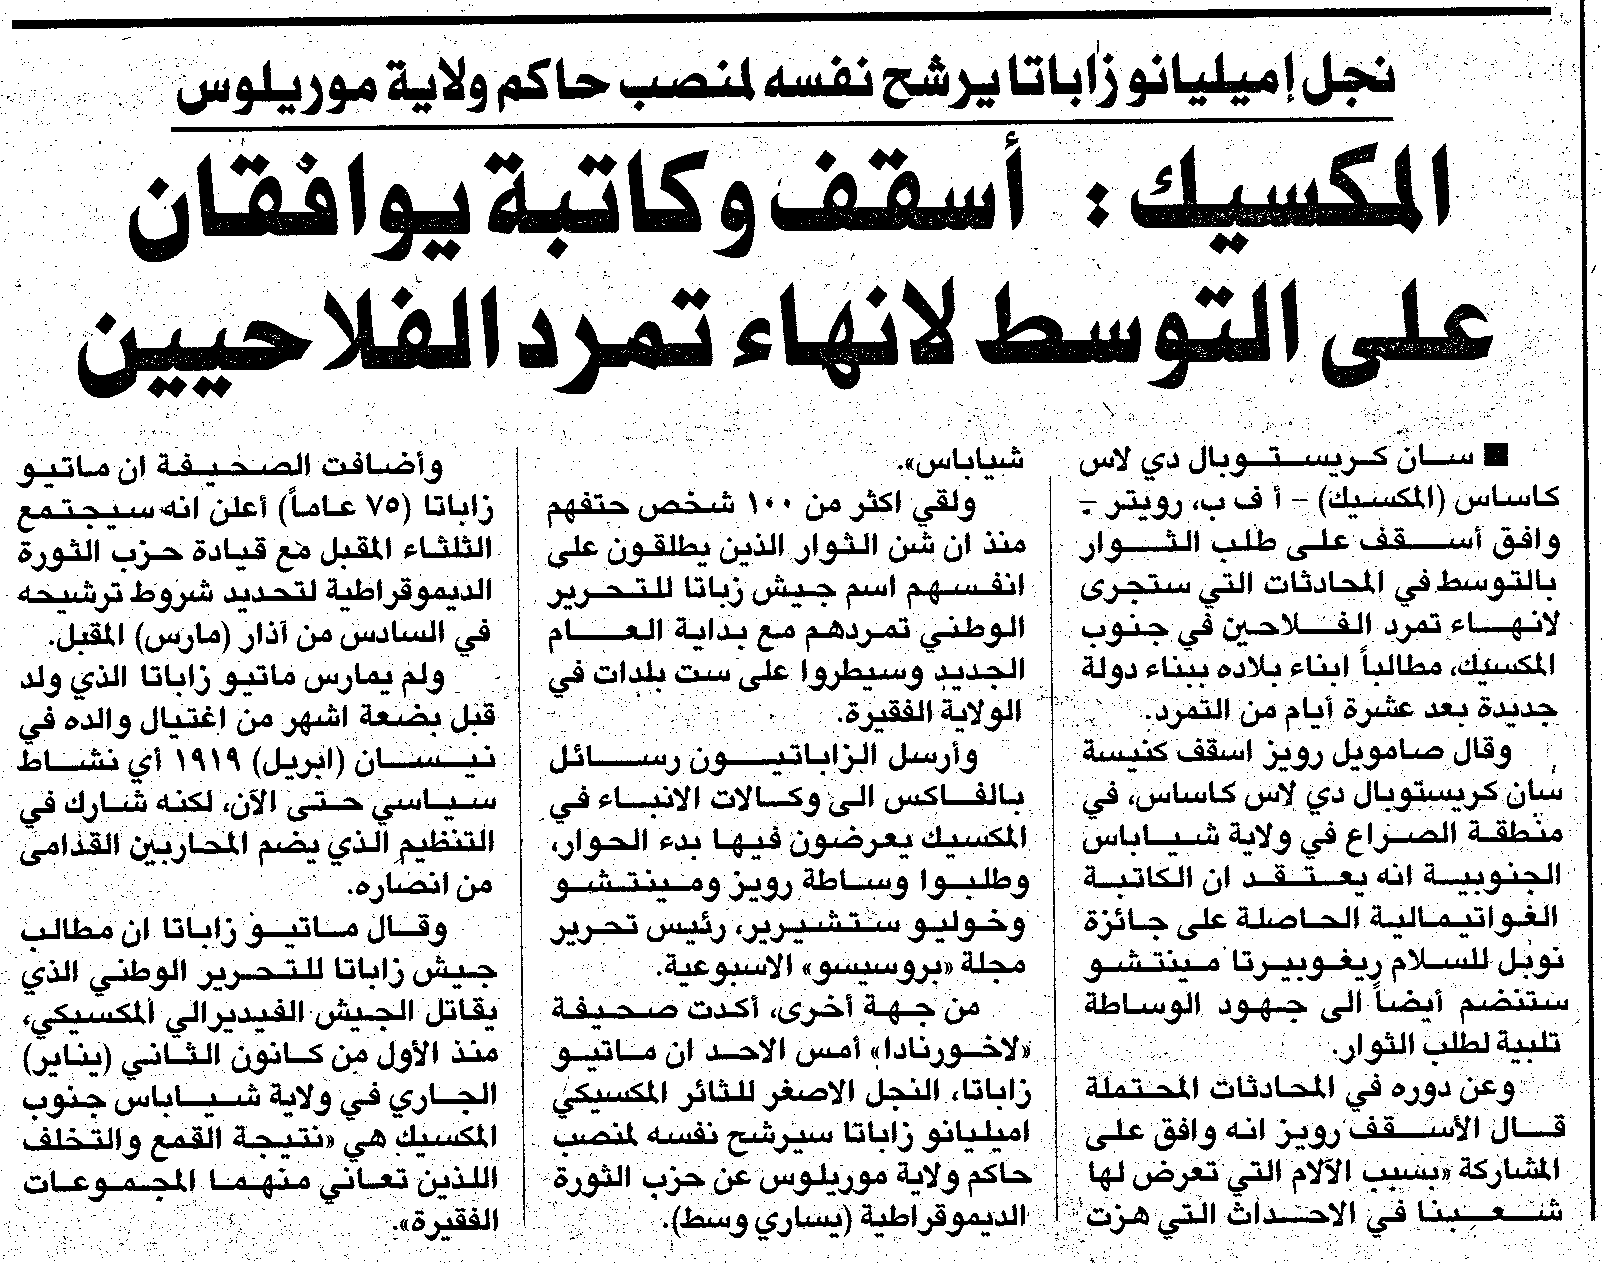 نجل إميليانو زاباتا يرشح نفسه لمنصب حاكم ولاية موريلوس
المكسيك : أسقف وكاتبة يوافقان
على التوسط لانهاء تمرد الفلاحيين
■ سان كريستوبال دي لاس
كاساس (المكسيك) – أ ف ب، رويتر –
وافق أسقف على طلب الثوار
بالتوسط في المحادثات التي ستجرى
لانهاء تمرد الفلاحين في جنوب
المكسيك، مطالباً ابناء بلاده ببناء دولة
جديدة بعد عشرة أيام من التمرد.
وقال صامويل رويز اسقف كنيسة
سان كريستوبال دي لاس كاساس، في
منطقة الصراع في ولاية شياباس
الجنوبية انه يعتقد ان الكاتبة
الغواتيمالية الحاصلة على جائزة
نوبل للسلام ريغوبيرتا مينتشو
ستنضم أيضاً الى جهود الوساطة
تلبية لطلب الثوار.
وعن دوره في المحادثات المحتملة
قال الأسقف رويز انه وافق على
المشاركة «بسبب الآلام التي تعرض لها
شعبنا في الاحداث التي هزت
شياباس».
ولقي اكثر من ١٠٠ شخص حتفهم
منذ ان شن الثوار الذين يطلقون على
انفسهم اسم جيش زباتا للتحرير
الوطني تمردهم مع بداية العام
الجديد وسيطروا على ست بلدات في
الولاية الفقيرة.
وأرسل الزاباتيون رسائل
بالفاكس الى وكالات الانباء في
المكسيك يعرضون فيها بدء الحوار،
وطلبوا وساطة رويز ومينتشو
وخوليو ستشيرير، رئيس تحرير
مجلة «بروسيسو» الاسبوعية.
من جهة أخرى، أكدت صحيفة
«لاخورنادا» أمس الاحد ان ماتيو
زاباتا، النجل الاصغر للثائر المكسيكي
اميليانو زاباتا سيرشح نفسه لمنصب
حاكم ولاية موريلوس عن حزب الثورة
الديموقراطية (يساري وسط).
وأضافت الصحيفة ان ماتيو
زاباتا (٧٥ عاماً) أعلن انه سيجتمع
الثلثاء المقبل مع قيادة حزب الثورة
الديموقراطية لتحديد شروط ترشيحه
في السادس من آذار (مارس) المقبل.
ولم يمارس ماتيو زاباتا الذي ولد
قبل بضعة اشهر من اغتيال والده في
نيسان (ابريل) ١٩١٩ أي نشاط
سياسي حتى الآن، لكنه شارك في
التنظيم الذي يضم المحاربين القدامى
من انصاره.
وقال ماتيو زاباتا ان مطالب
جيش زاباتا للتحرير الوطني الذي
يقاتل الجيش الفيديرالي المكسيكي،
منذ الأول من كانون الثاني (يناير)
الجاري في ولاية شياباس جنوب
المكسيك هي «نتيجة القمع والتخلف
اللذين تعاني منهما المجموعات
الفقيرة».